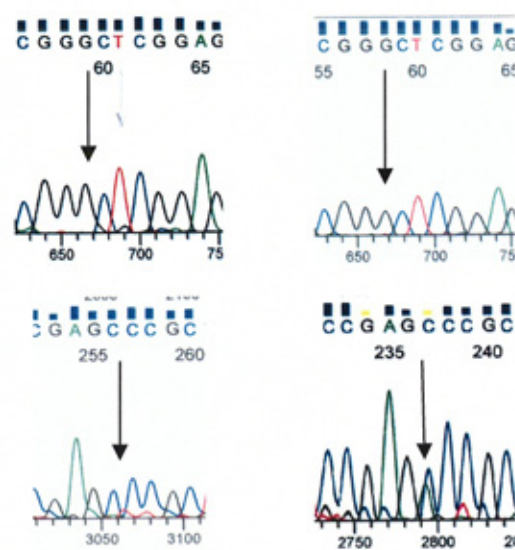 C G G G C T C G G A G
60 65
650 700 75
C G G G C T C G G A G
55 60 65
650 700 75
C G A G C C C G C
255 260
3050 3100
C C G A G C C C G C
235 240
2750 2800 28